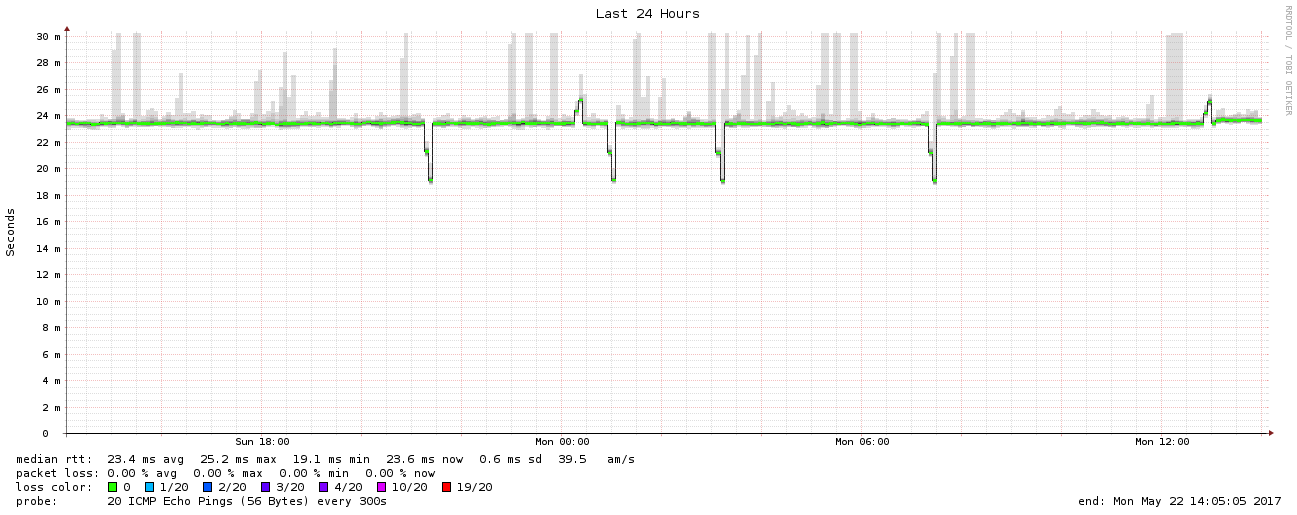 Last 24 Hours
RRDTOOL / TOBI OETIKER
Seconds
30 m
28 m
26 m
24 m
22 m
20 m
18 m
16 m
14 m
12 m
10 m
8 m
6 m
4 m
2 m
0
Sun 18:00 Mon 00:00 Mon 06:00 Mon 12:00
median rtt: 23.4 ms avg 25.2 ms max 19.1 ms min 23.6 ms now 0.6 ms sd 39.5 am/s
packet loss: 0.00 % avg 0.00 % max 0.00 % min 0.00 % now
loss color: 0 1/20 2/20 3/20 4/20 10/20 19/20
probe: 20 ICMP Echo Pings (56 Bytes) every 300s end: Mon May 22 14:05:05 2017